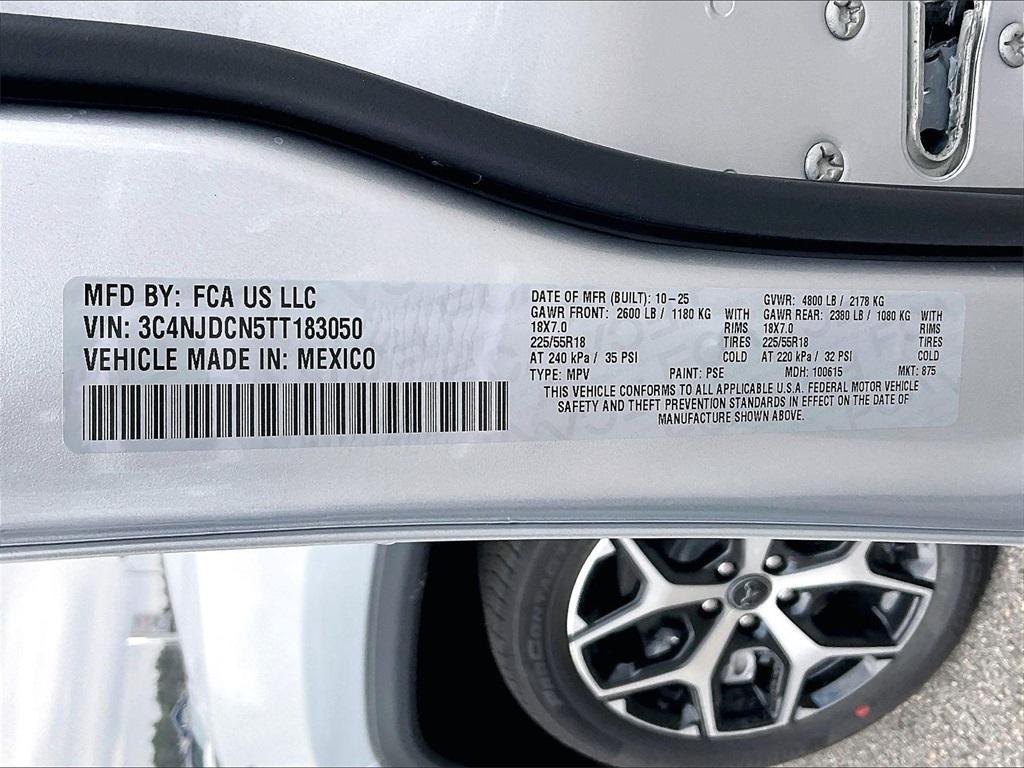 MFD BY: FCA US LLC
VIN: 3C4NJDCN5TT183050
VEHICLE MADE IN: MEXICO
DATE OF MFR (BUILT): 10-25
GAWR FRONT: 2600 LB / 1180 KG WITH
18X7.0 RIMS
225/55R18 TIRES
AT 240 kPa / 35 PSI COLD
TYPE: MPV PAINT: PSE
GVWR: 4800 LB / 2178 KG
GAWR REAR: 2380 LB / 1080 KG WITH
18X7.0 RIMS
225/55R18 TIRES
AT 220 kPa / 32 PSI COLD
MDH: 100615 MKT: 875
THIS VEHICLE CONFORMS TO ALL APPLICABLE U.S.A. FEDERAL MOTOR VEHICLE
SAFETY AND THEFT PREVENTION STANDARDS IN EFFECT ON THE DATE OF
MANUFACTURE SHOWN ABOVE.